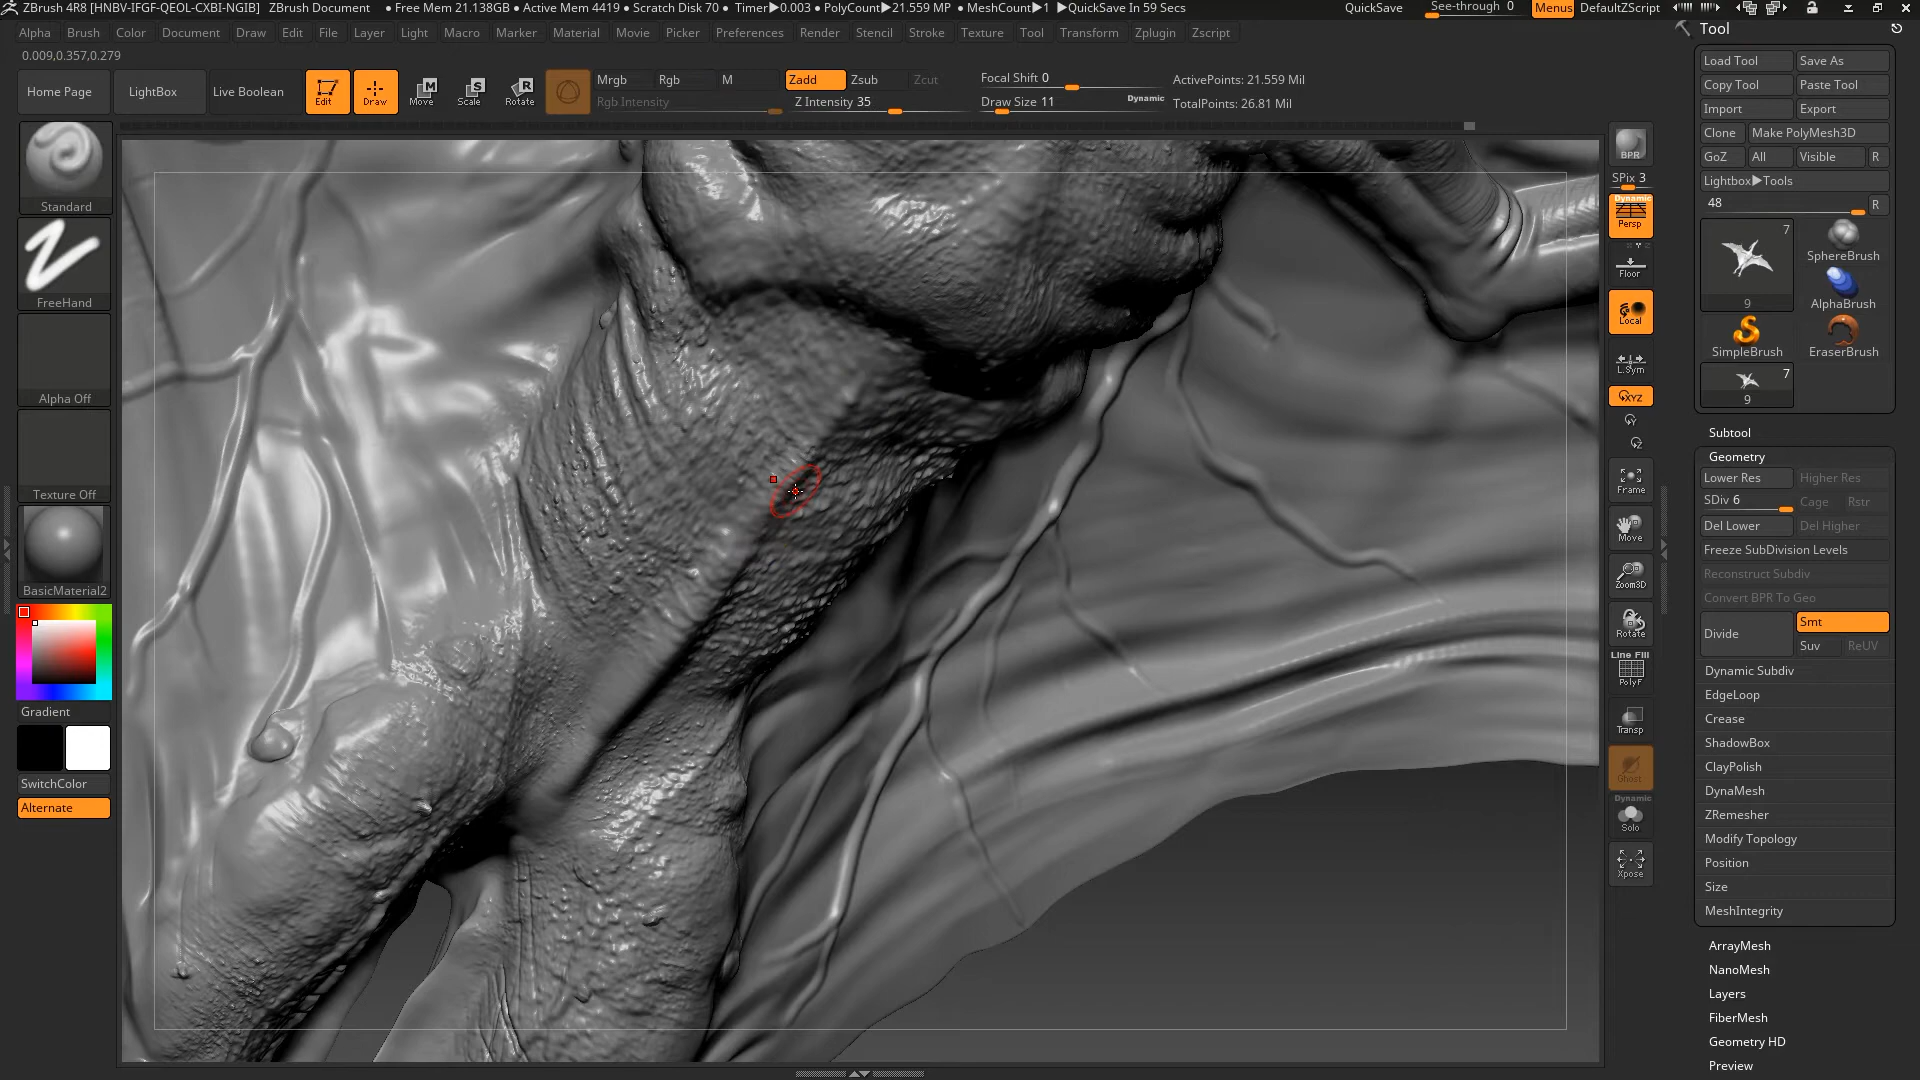 ZBrush 4R8 [HNBV-IFGF-QEOL-CXBI-NGIB] ZBrush Document • Free Mem 21.138GB • Active Mem 4419 • Scratch Disk 70 • Timer▶0.003 • PolyCount▶21.559 MP • MeshCount▶1 ▶QuickSave In 59 Secs QuickSave See-through 0 Menus DefaultZScript
Alpha Brush Color Document Draw Edit File Layer Light Macro Marker Material Movie Picker Preferences Render Stencil Stroke Texture Tool Transform Zplugin Zscript
0.009,0.357,0.279
Home Page LightBox Live Boolean Edit Draw Move Scale Rotate
Mrgb Rgb M Zadd Zsub Zcut Focal Shift 0 ActivePoints: 21.559 Mil
Rgb Intensity Z Intensity 35 Draw Size 11 Dynamic TotalPoints: 26.81 Mil
Standard
FreeHand
Alpha Off
Texture Off
BasicMaterial2
Gradient
SwitchColor
Alternate
BPR
SPix 3
Dynamic
Persp
Floor
Local
L.Sym
XYZ
Y
Z
Frame
Move
Zoom3D
Rotate
Line Fill
PolyF
Transp
Ghost
Dynamic
Solo
Xpose
Tool
Load Tool Save As
Copy Tool Paste Tool
Import Export
Clone Make PolyMesh3D
GoZ All Visible R
Lightbox▶Tools
48 R
7
9
SphereBrush
AlphaBrush
SimpleBrush EraserBrush
7
9
Subtool
Geometry
Lower Res Higher Res
SDiv 6 Cage Rstr
Del Lower Del Higher
Freeze SubDivision Levels
Reconstruct Subdiv
Convert BPR To Geo
Divide Smt
Suv ReUV
Dynamic Subdiv
EdgeLoop
Crease
ShadowBox
ClayPolish
DynaMesh
ZRemesher
Modify Topology
Position
Size
MeshIntegrity
ArrayMesh
NanoMesh
Layers
FiberMesh
Geometry HD
Preview